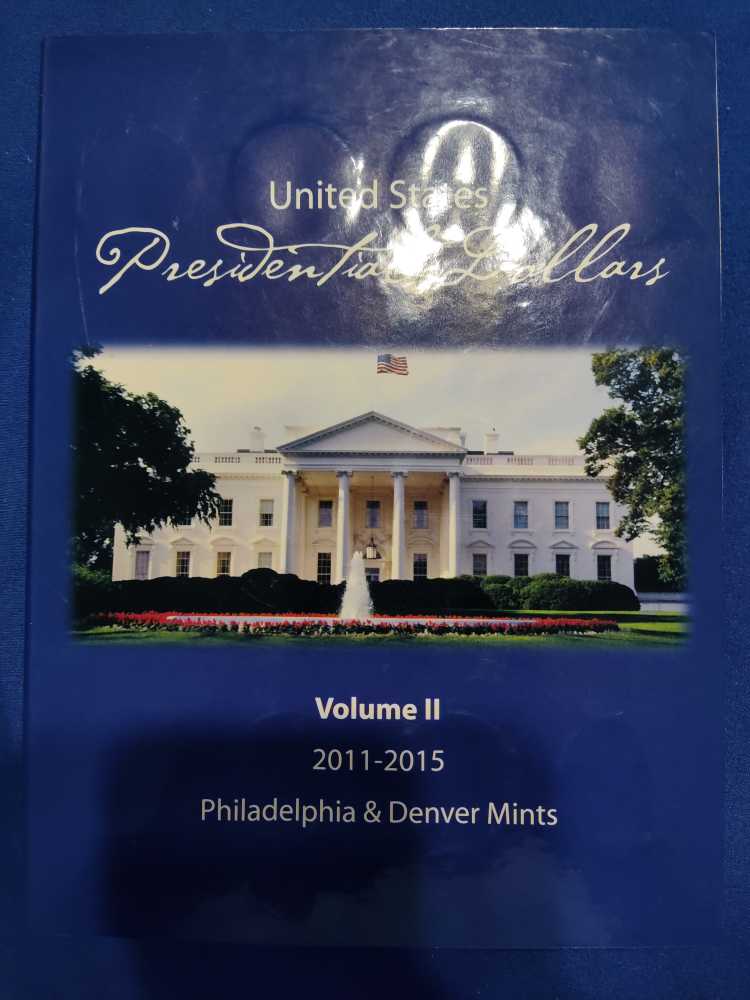 United States
Presidential Dollars
Volume II
2011-2015
Philadelphia & Denver Mints